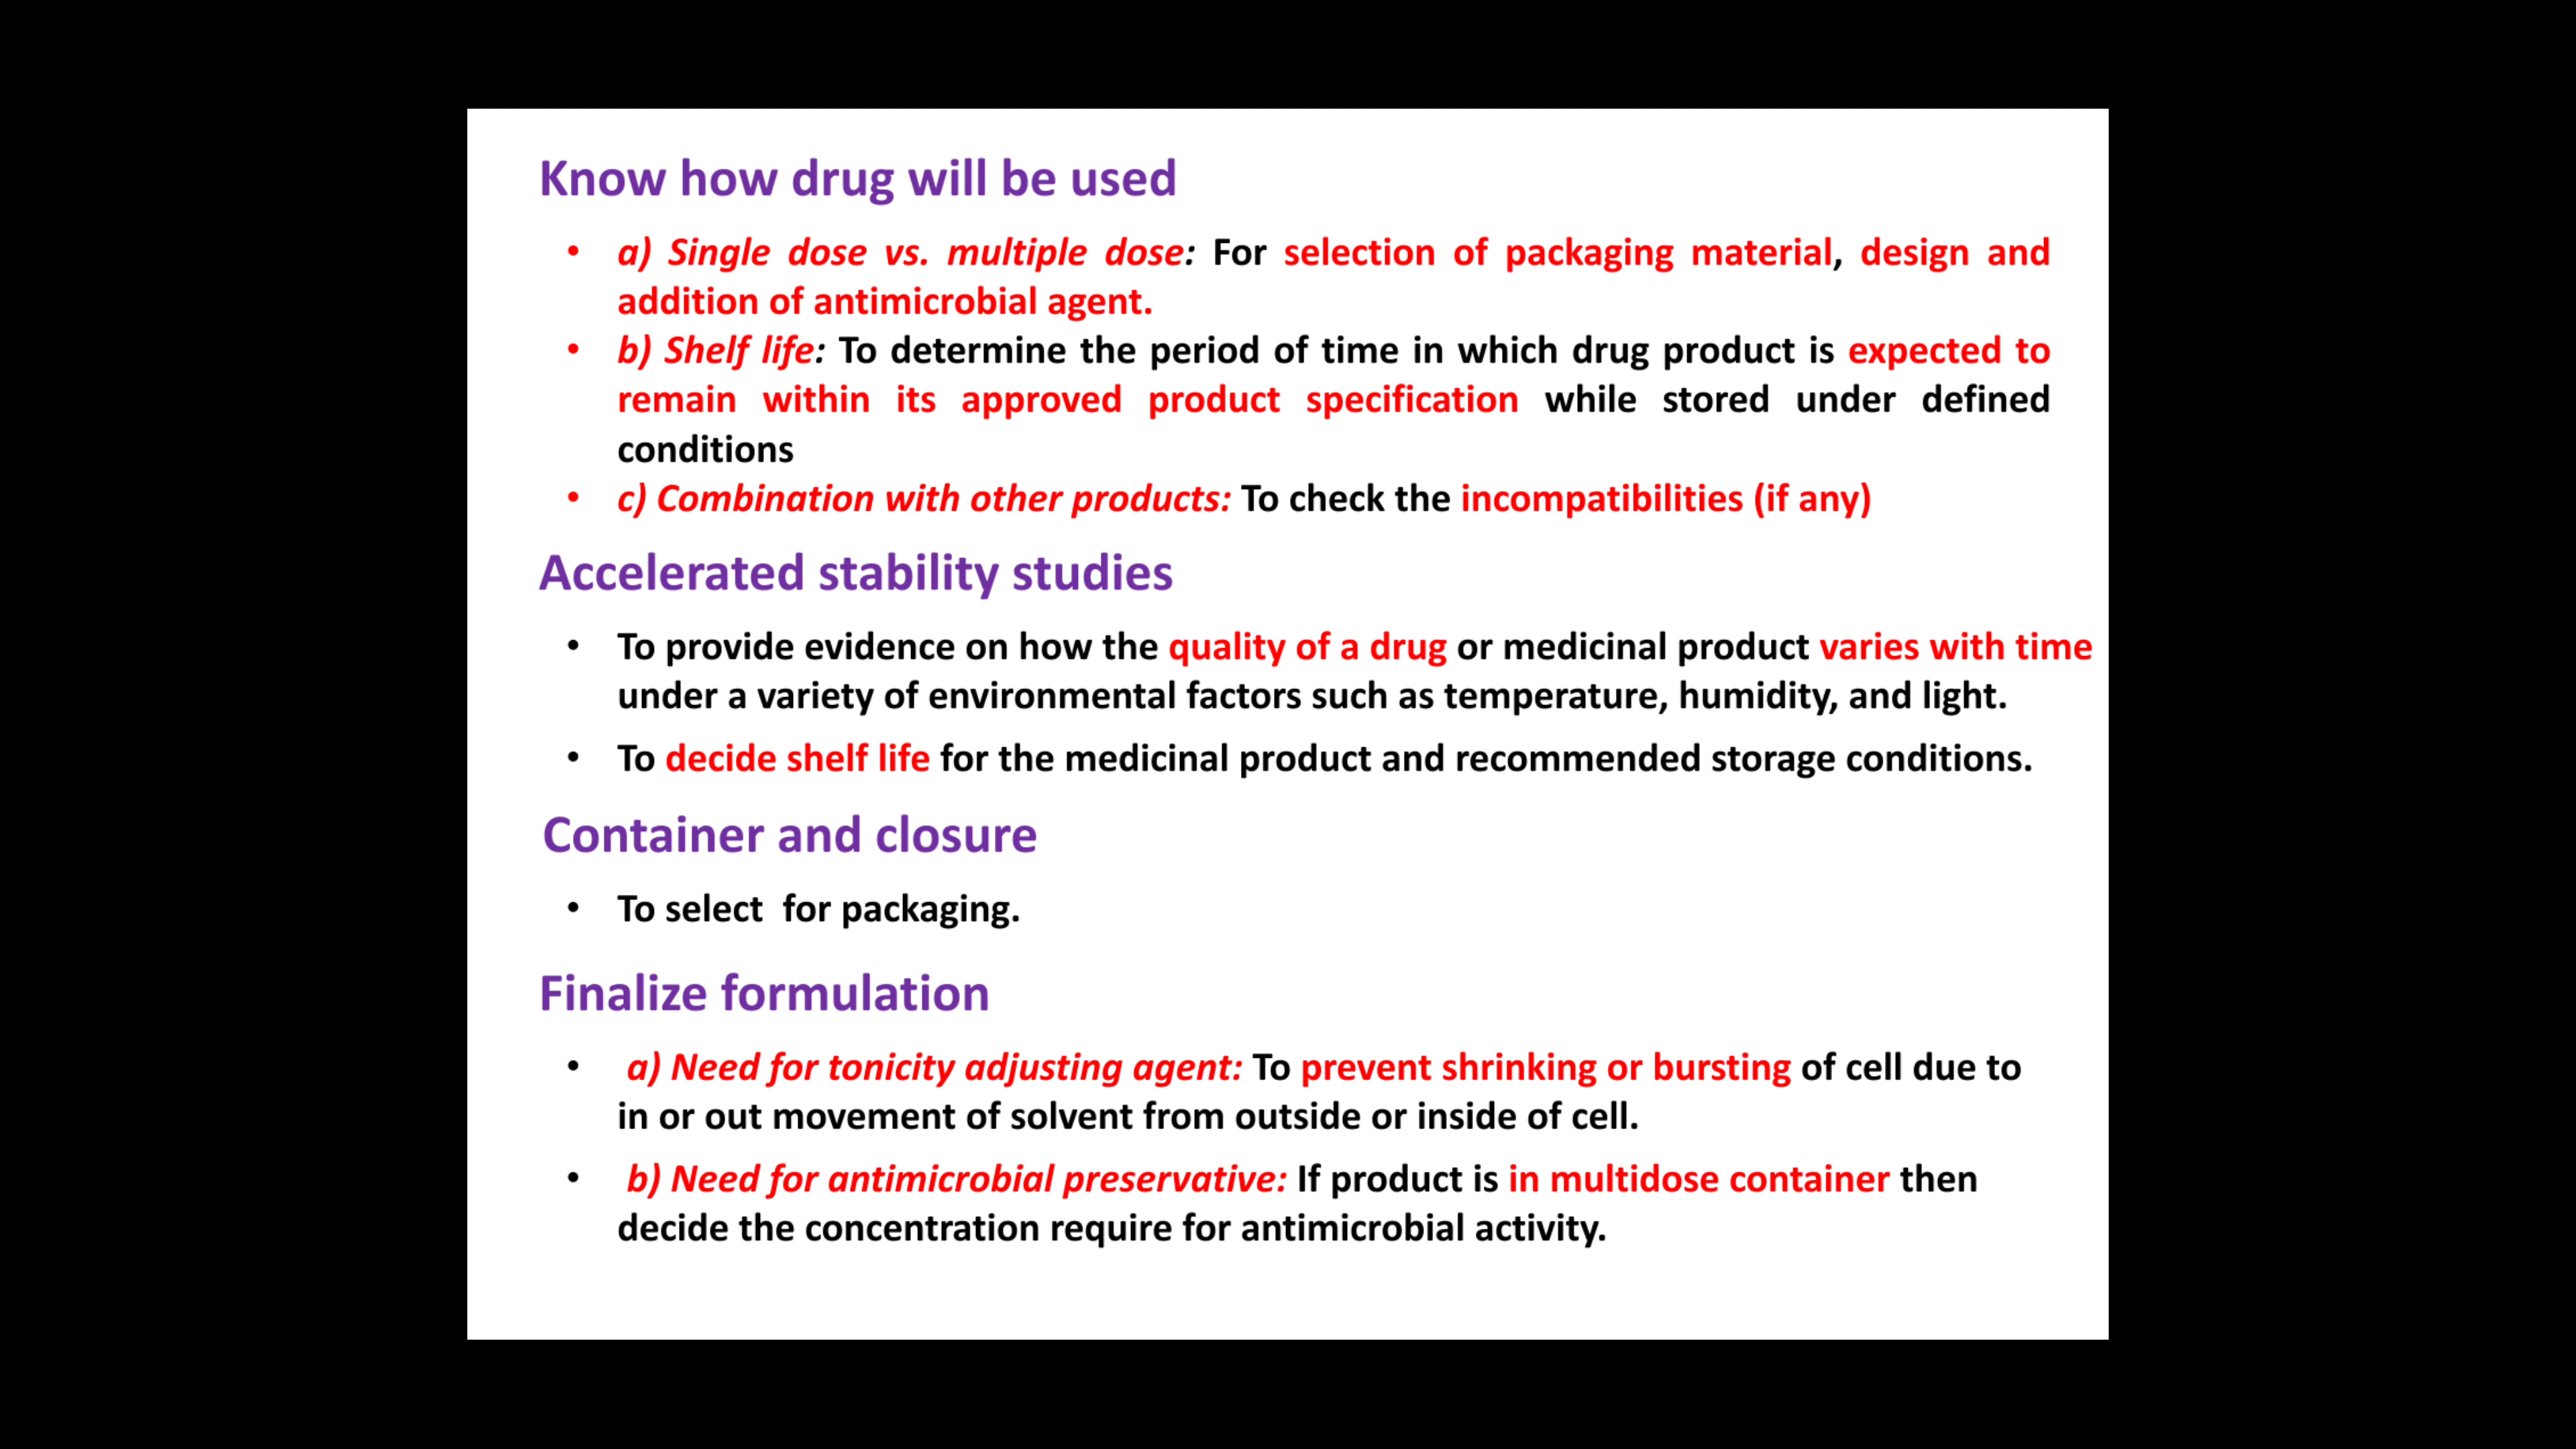 Know how drug will be used
• a) Single dose vs. multiple dose: For selection of packaging material, design and
addition of antimicrobial agent.
• b) Shelf life: To determine the period of time in which drug product is expected to
remain within its approved product specification while stored under defined
conditions
• c) Combination with other products: To check the incompatibilities (if any)
Accelerated stability studies
• To provide evidence on how the quality of a drug or medicinal product varies with time
under a variety of environmental factors such as temperature, humidity, and light.
• To decide shelf life for the medicinal product and recommended storage conditions.
Container and closure
• To select  for packaging.
Finalize formulation
• a) Need for tonicity adjusting agent: To prevent shrinking or bursting of cell due to
in or out movement of solvent from outside or inside of cell.
• b) Need for antimicrobial preservative: If product is in multidose container then
decide the concentration require for antimicrobial activity.